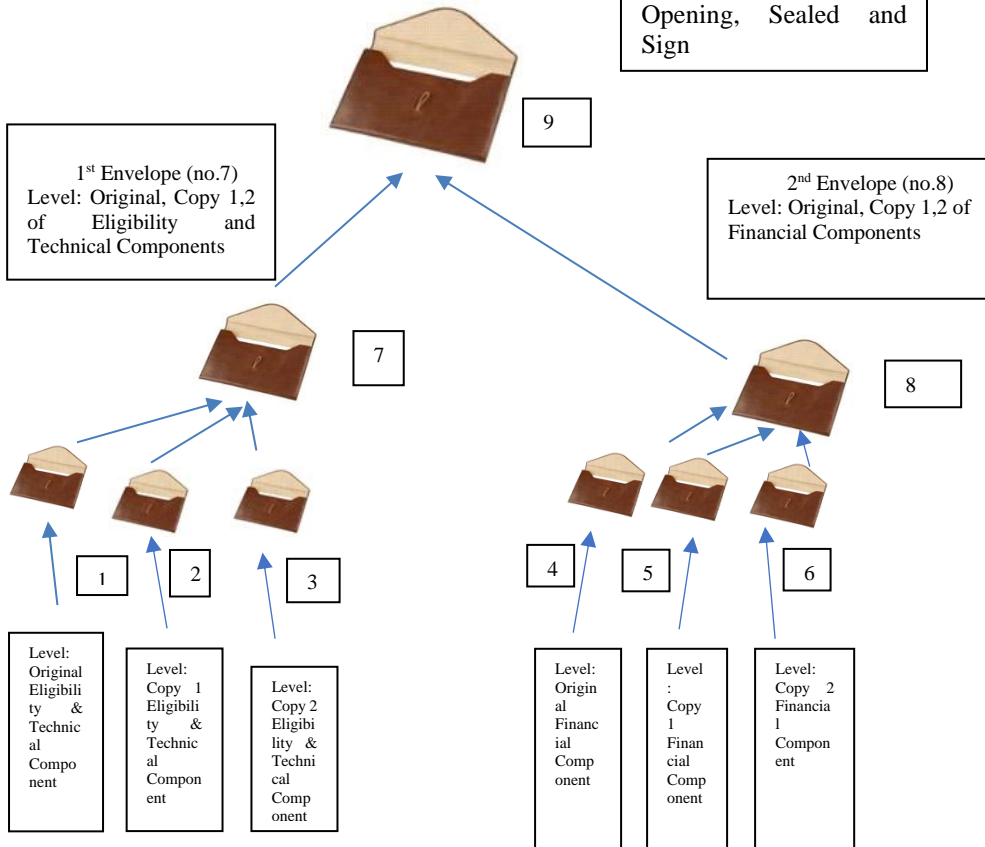 Opening, Sealed and
Sign
9
1st Envelope (no.7)
Level: Original, Copy 1,2
of Eligibility and
Technical Components
2nd Envelope (no.8)
Level: Original, Copy 1,2 of
Financial Components
7
8
1
2
3
4
5
6
Level:
Original
Eligibili
ty &
Technic
al
Compo
nent
Level:
Copy 1
Eligibili
ty &
Technic
al
Compon
ent
Level:
Copy 2
Eligibi
lity &
Techni
cal
Comp
onent
Level:
Origin
al
Financ
ial
Comp
onent
Level
:
Copy
1
Finan
cial
Comp
onent
Level:
Copy 2
Financia
l
Compon
ent